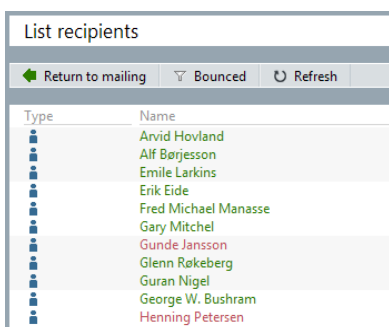 List recipients
Return to mailing Bounced Refresh
Type Name
Arvid Hovland
Alf Børjesson
Emile Larkins
Erik Eide
Fred Michael Manasse
Gary Mitchel
Gunde Jansson
Glenn Røkeberg
Guran Nigel
George W. Bushram
Henning Petersen